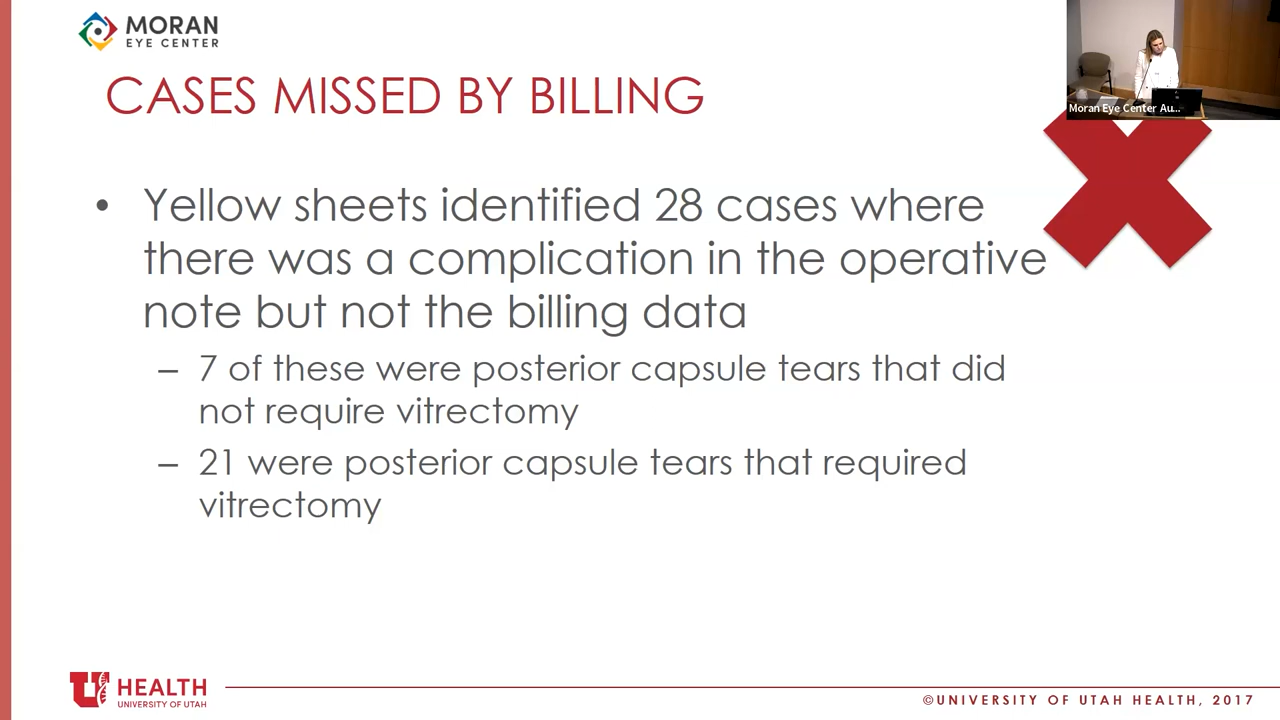 MORAN
EYE CENTER
CASES MISSED BY BILLING
Moran Eye Center Au...
• Yellow sheets identified 28 cases where
there was a complication in the operative
note but not the billing data
– 7 of these were posterior capsule tears that did
not require vitrectomy
– 21 were posterior capsule tears that required
vitrectomy
U HEALTH
UNIVERSITY OF UTAH
©UNIVERSITY OF UTAH HEALTH, 2017